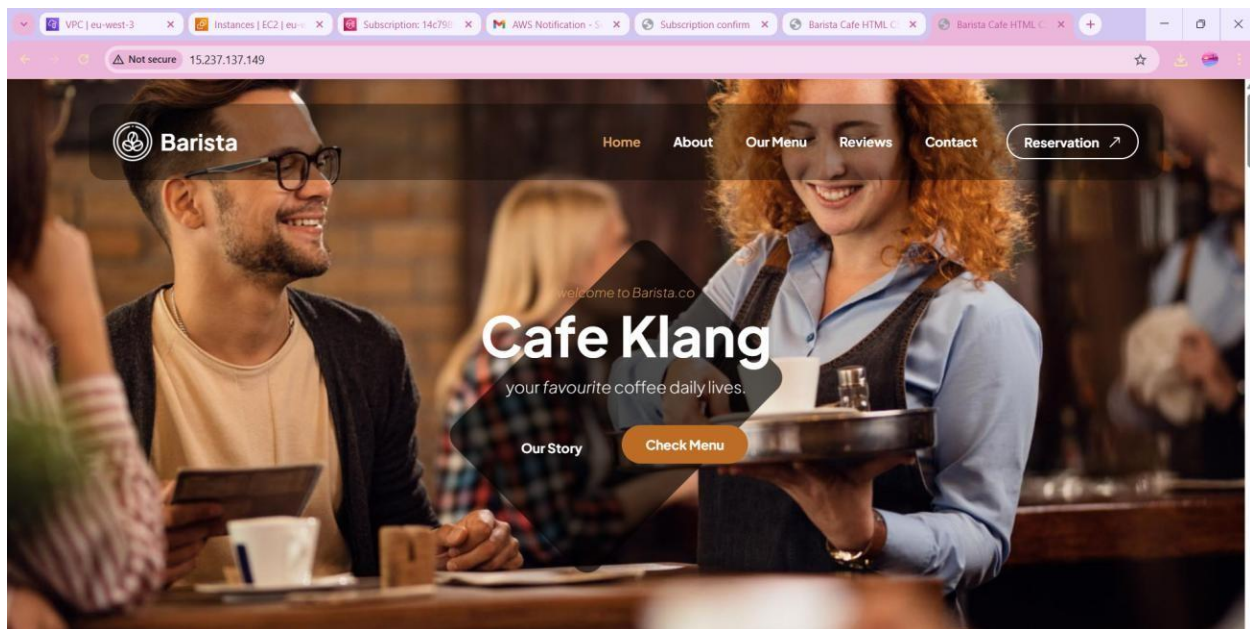 VPC | eu-west-3
Instances | EC2 | eu-w
Subscription: 14c798
AWS Notification - S
Subscription confirm
Barista Cafe HTML C
Barista Cafe HTML C
Not secure 15.237.137.149
Barista
Home About Our Menu Reviews Contact Reservation
welcome to Barista.co
Cafe Klang
your favourite coffee daily lives.
Our Story Check Menu